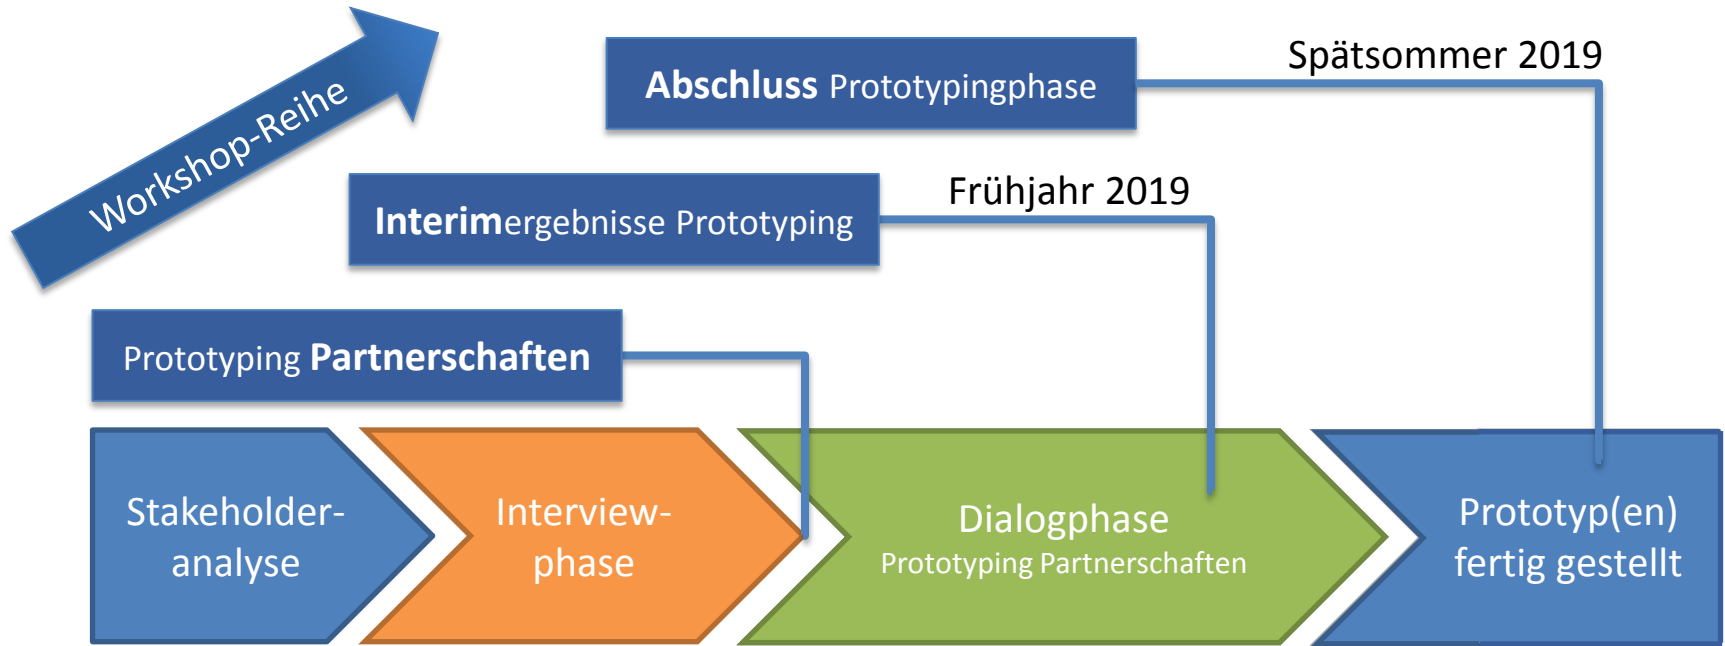 Workshop-Reihe
Spätsommer 2019
Abschluss Prototypingphase
Frühjahr 2019
Interimergebnisse Prototyping
Prototyping Partnerschaften
Stakeholder-
analyse
Interview-
phase
Dialogphase
Prototyping Partnerschaften
Prototyp(en)
fertig gestellt